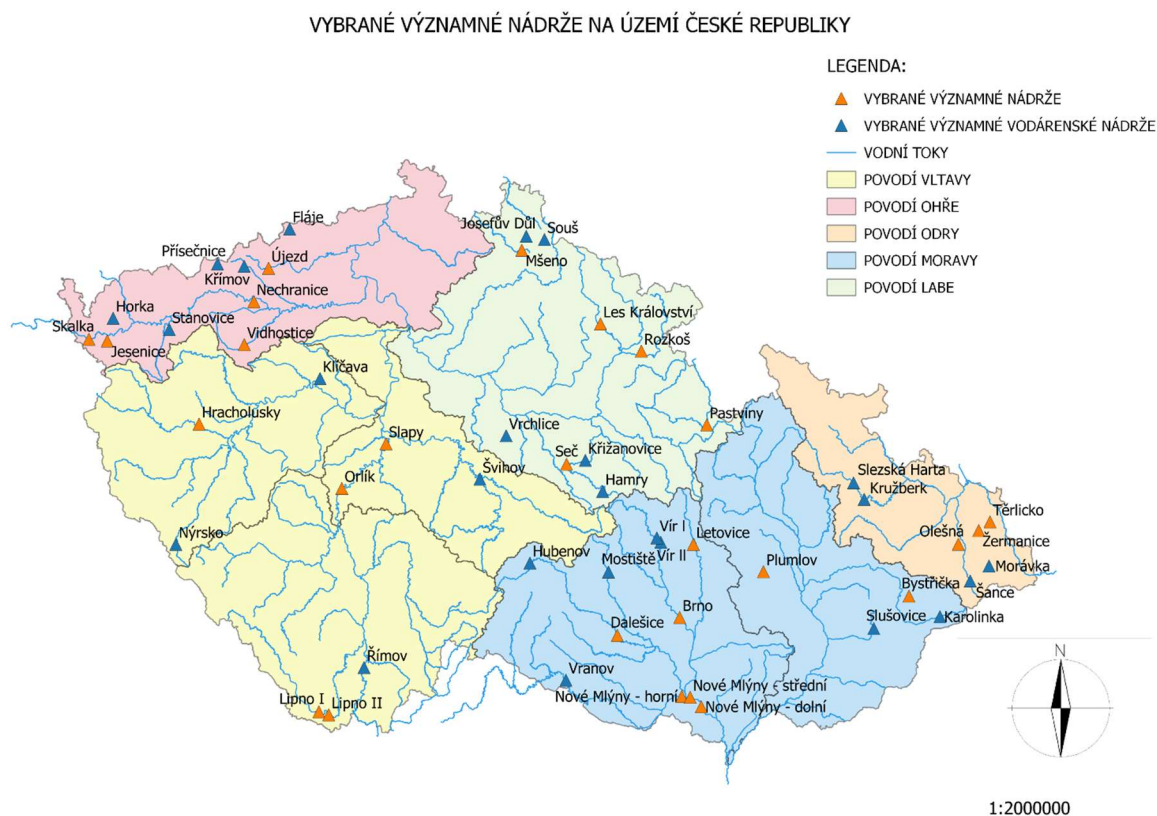 VYBRANÉ VÝZNAMNÉ NÁDRŽE NA ÚZEMÍ ČESKÉ REPUBLIKY
LEGENDA:
VYBRANÉ VÝZNAMNÉ NÁDRŽE
VYBRANÉ VÝZNAMNÉ VODÁRENSKÉ NÁDRŽE
VODNÍ TOKY
POVODÍ VLTAVY
POVODÍ OHŘE
POVODÍ ODRY
POVODÍ MORAVY
POVODÍ LABE
Fláje
Josefův Důl
Souš
Přísečnice
Újezd
Mšeno
Křímov
Nechranice
Horka
Stanovice
Les Království
Skalka
Jesenice
Vidhostice
Rozkoš
Klíčava
Hracholusky
Pastviny
Slapy
Vrchlice
Seč
Křižanovice
Švihov
Orlík
Hamry
Slezská Harta
Kružberk
Těrlicko
Nýrsko
Vír I
Letovice
Olešná
Žermanice
Hubenov
Mostiště
Vír II
Plumlov
Morávka
Bystřička
Šance
Brno
Karolinka
Dalešice
Slušovice
Římov
Vranov
Nové Mlýny - střední
Nové Mlýny - horní
Lipno I
Lipno II
Nové Mlýny - dolní
N
1:2000000